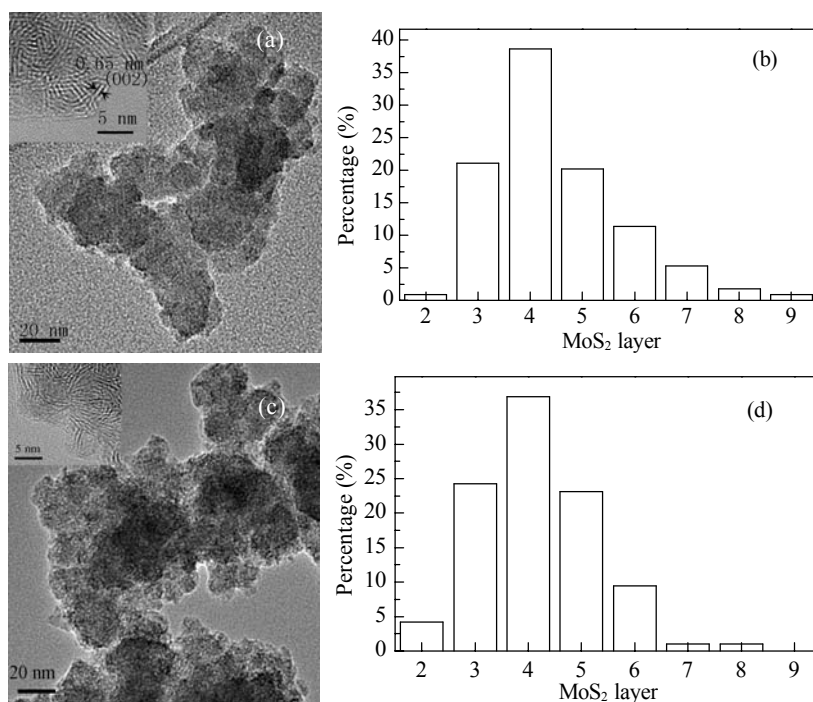 (a)
0.65 nm
(002)
5 nm
20 nm
(b)
Percentage (%)
40
35
30
25
20
15
10
5
0
2 3 4 5 6 7 8 9
MoS₂ layer
(c)
5 nm
20 nm
(d)
Percentage (%)
35
30
25
20
15
10
5
0
2 3 4 5 6 7 8 9
MoS₂ layer